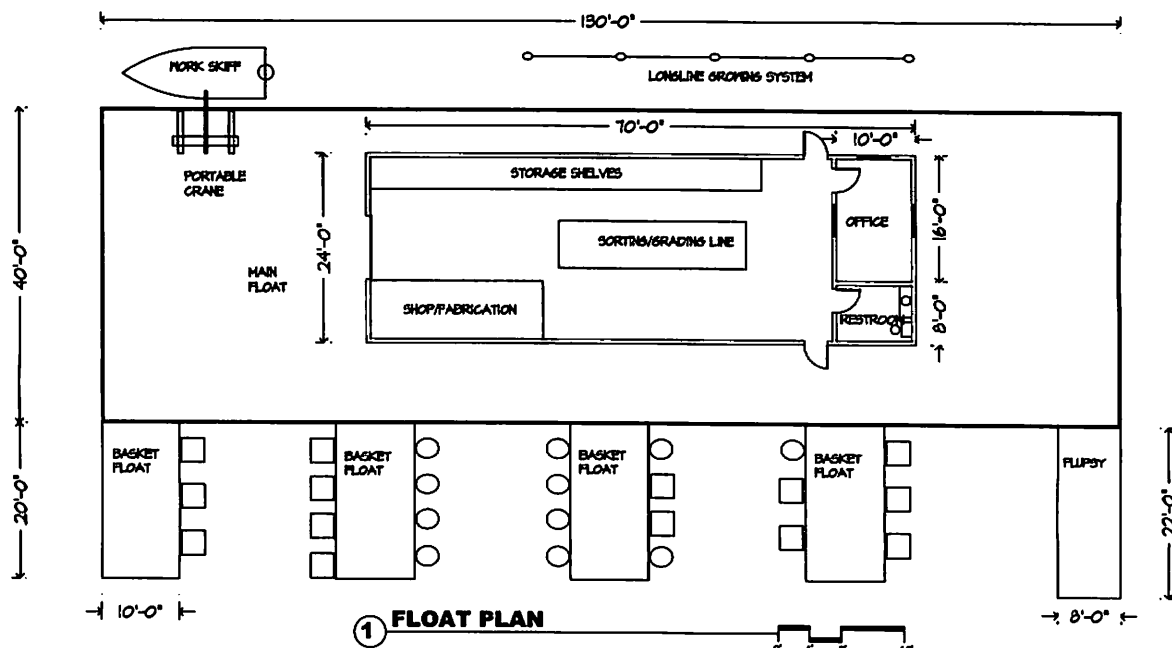 130'-0"
WORK SKIFF
LONGLINE GROWING SYSTEM
70'-0"
10'-0"
PORTABLE
CRANE
STORAGE SHELVES
OFFICE
16'-0"
SORTING/GRADING LINE
24'-0"
40'-0"
MAIN
FLOAT
SHOP/FABRICATION
RESTROOM
8'-0"
BASKET
FLOAT
BASKET
FLOAT
BASKET
FLOAT
BASKET
FLOAT
FLUPSY
20'-0"
22'-0"
10'-0"
1 FLOAT PLAN
8'-0"